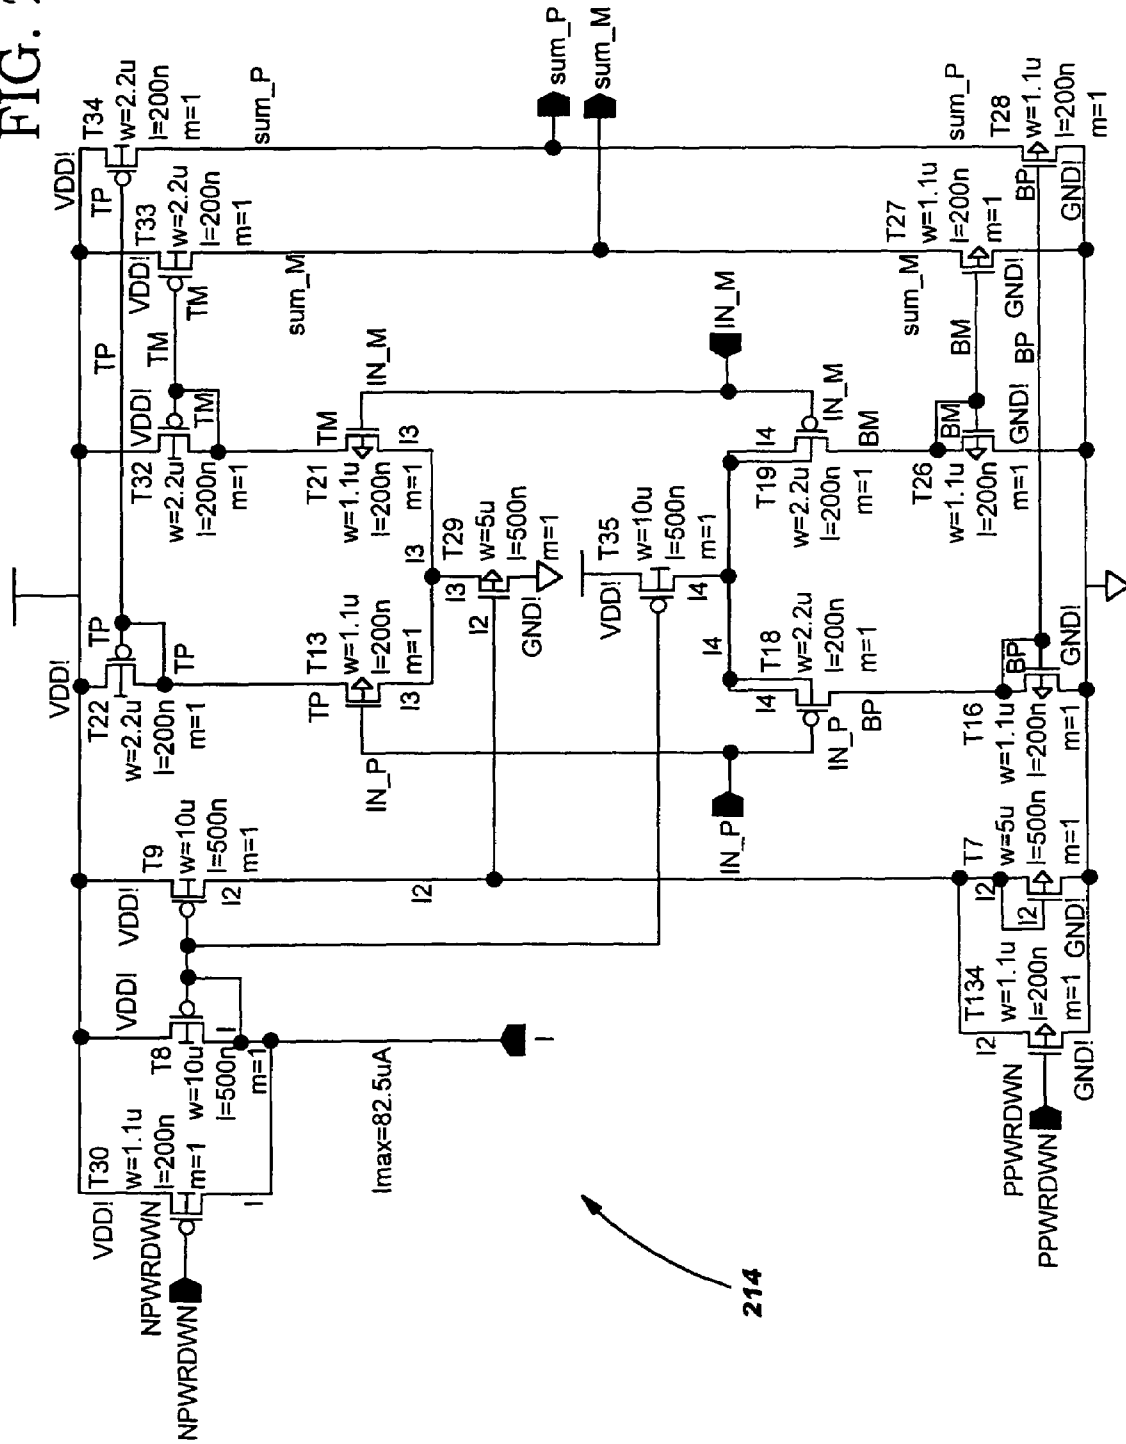 FIG.
VDD!
T30
w=1.1u
l=200n
m=1
NPWRDWN
NPWRDWN
I
VDD!
T8
w=10u
l=500n
m=1
I
Imax=82.5uA
I
VDD!
T9
w=10u
l=500n
m=1
I2
I2
VDD!
T22
w=2.2u
l=200n
m=1
TP
TP
TP
VDD!
T32
w=2.2u
l=200n
m=1
TM
TM
VDD!
T33
w=2.2u
l=200n
m=1
TM
sum_M
VDD!
T34
w=2.2u
l=200n
m=1
TP
sum_P
sum_P
sum_M
TP
T13
w=1.1u
l=200n
m=1
I3
IN_P
TM
T21
w=1.1u
l=200n
m=1
I3
IN_M
I3
I3
T29
w=5u
l=500n
m=1
I2
GND!
VDD!
T35
w=10u
l=500n
m=1
I4
IN_P
IN_M
I4
I4
T18
w=2.2u
l=200n
m=1
IN_P
BP
I4
T19
w=2.2u
l=200n
m=1
IN_M
BM
PPWRDWN
PPWRDWN
I2
T134
w=1.1u
l=200n
m=1
GND!
I2
T7
w=5u
l=500n
m=1
I2
GND!
T16
w=1.1u
l=200n
m=1
BP
GND!
T26
w=1.1u
l=200n
m=1
BM
GND!
BM
BP
sum_M
T27
w=1.1u
l=200n
m=1
GND!
sum_P
T28
w=1.1u
l=200n
m=1
BP
GND!
214